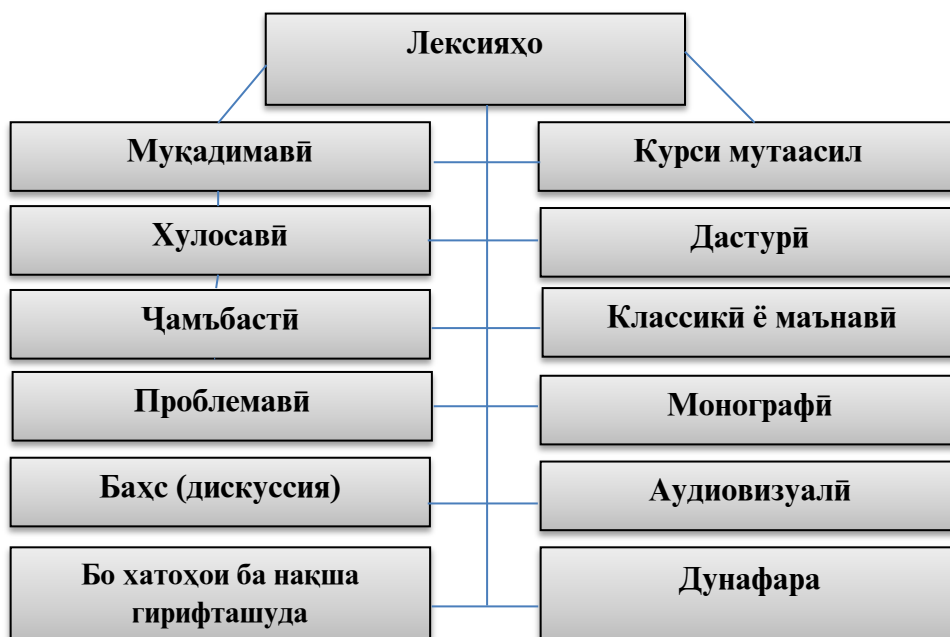 Лексияҳо
Муқадимавӣ
Курси мутаасил
Хулосавӣ
Дастурӣ
Ҷамъбастӣ
Классикӣ ё маънавӣ
Проблемавӣ
Монографӣ
Баҳс (дискуссия)
Аудиовизуалӣ
Бо хатоҳои ба нақша
гирифташуда
Дунафара